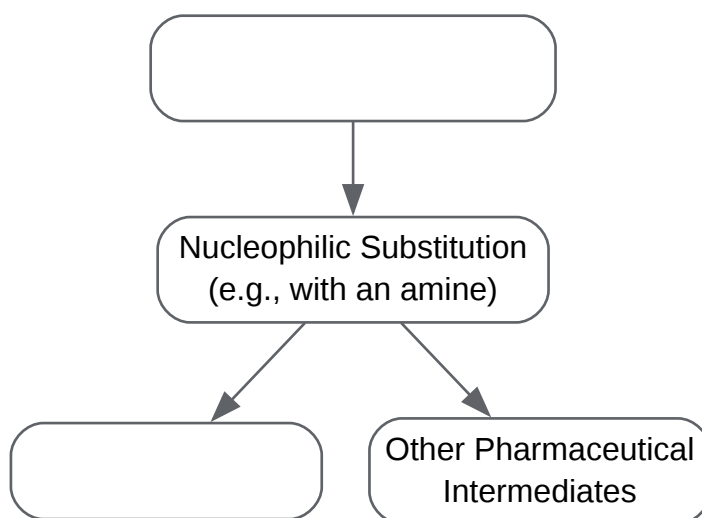 Nucleophilic Substitution
(e.g., with an amine)
Other Pharmaceutical
Intermediates